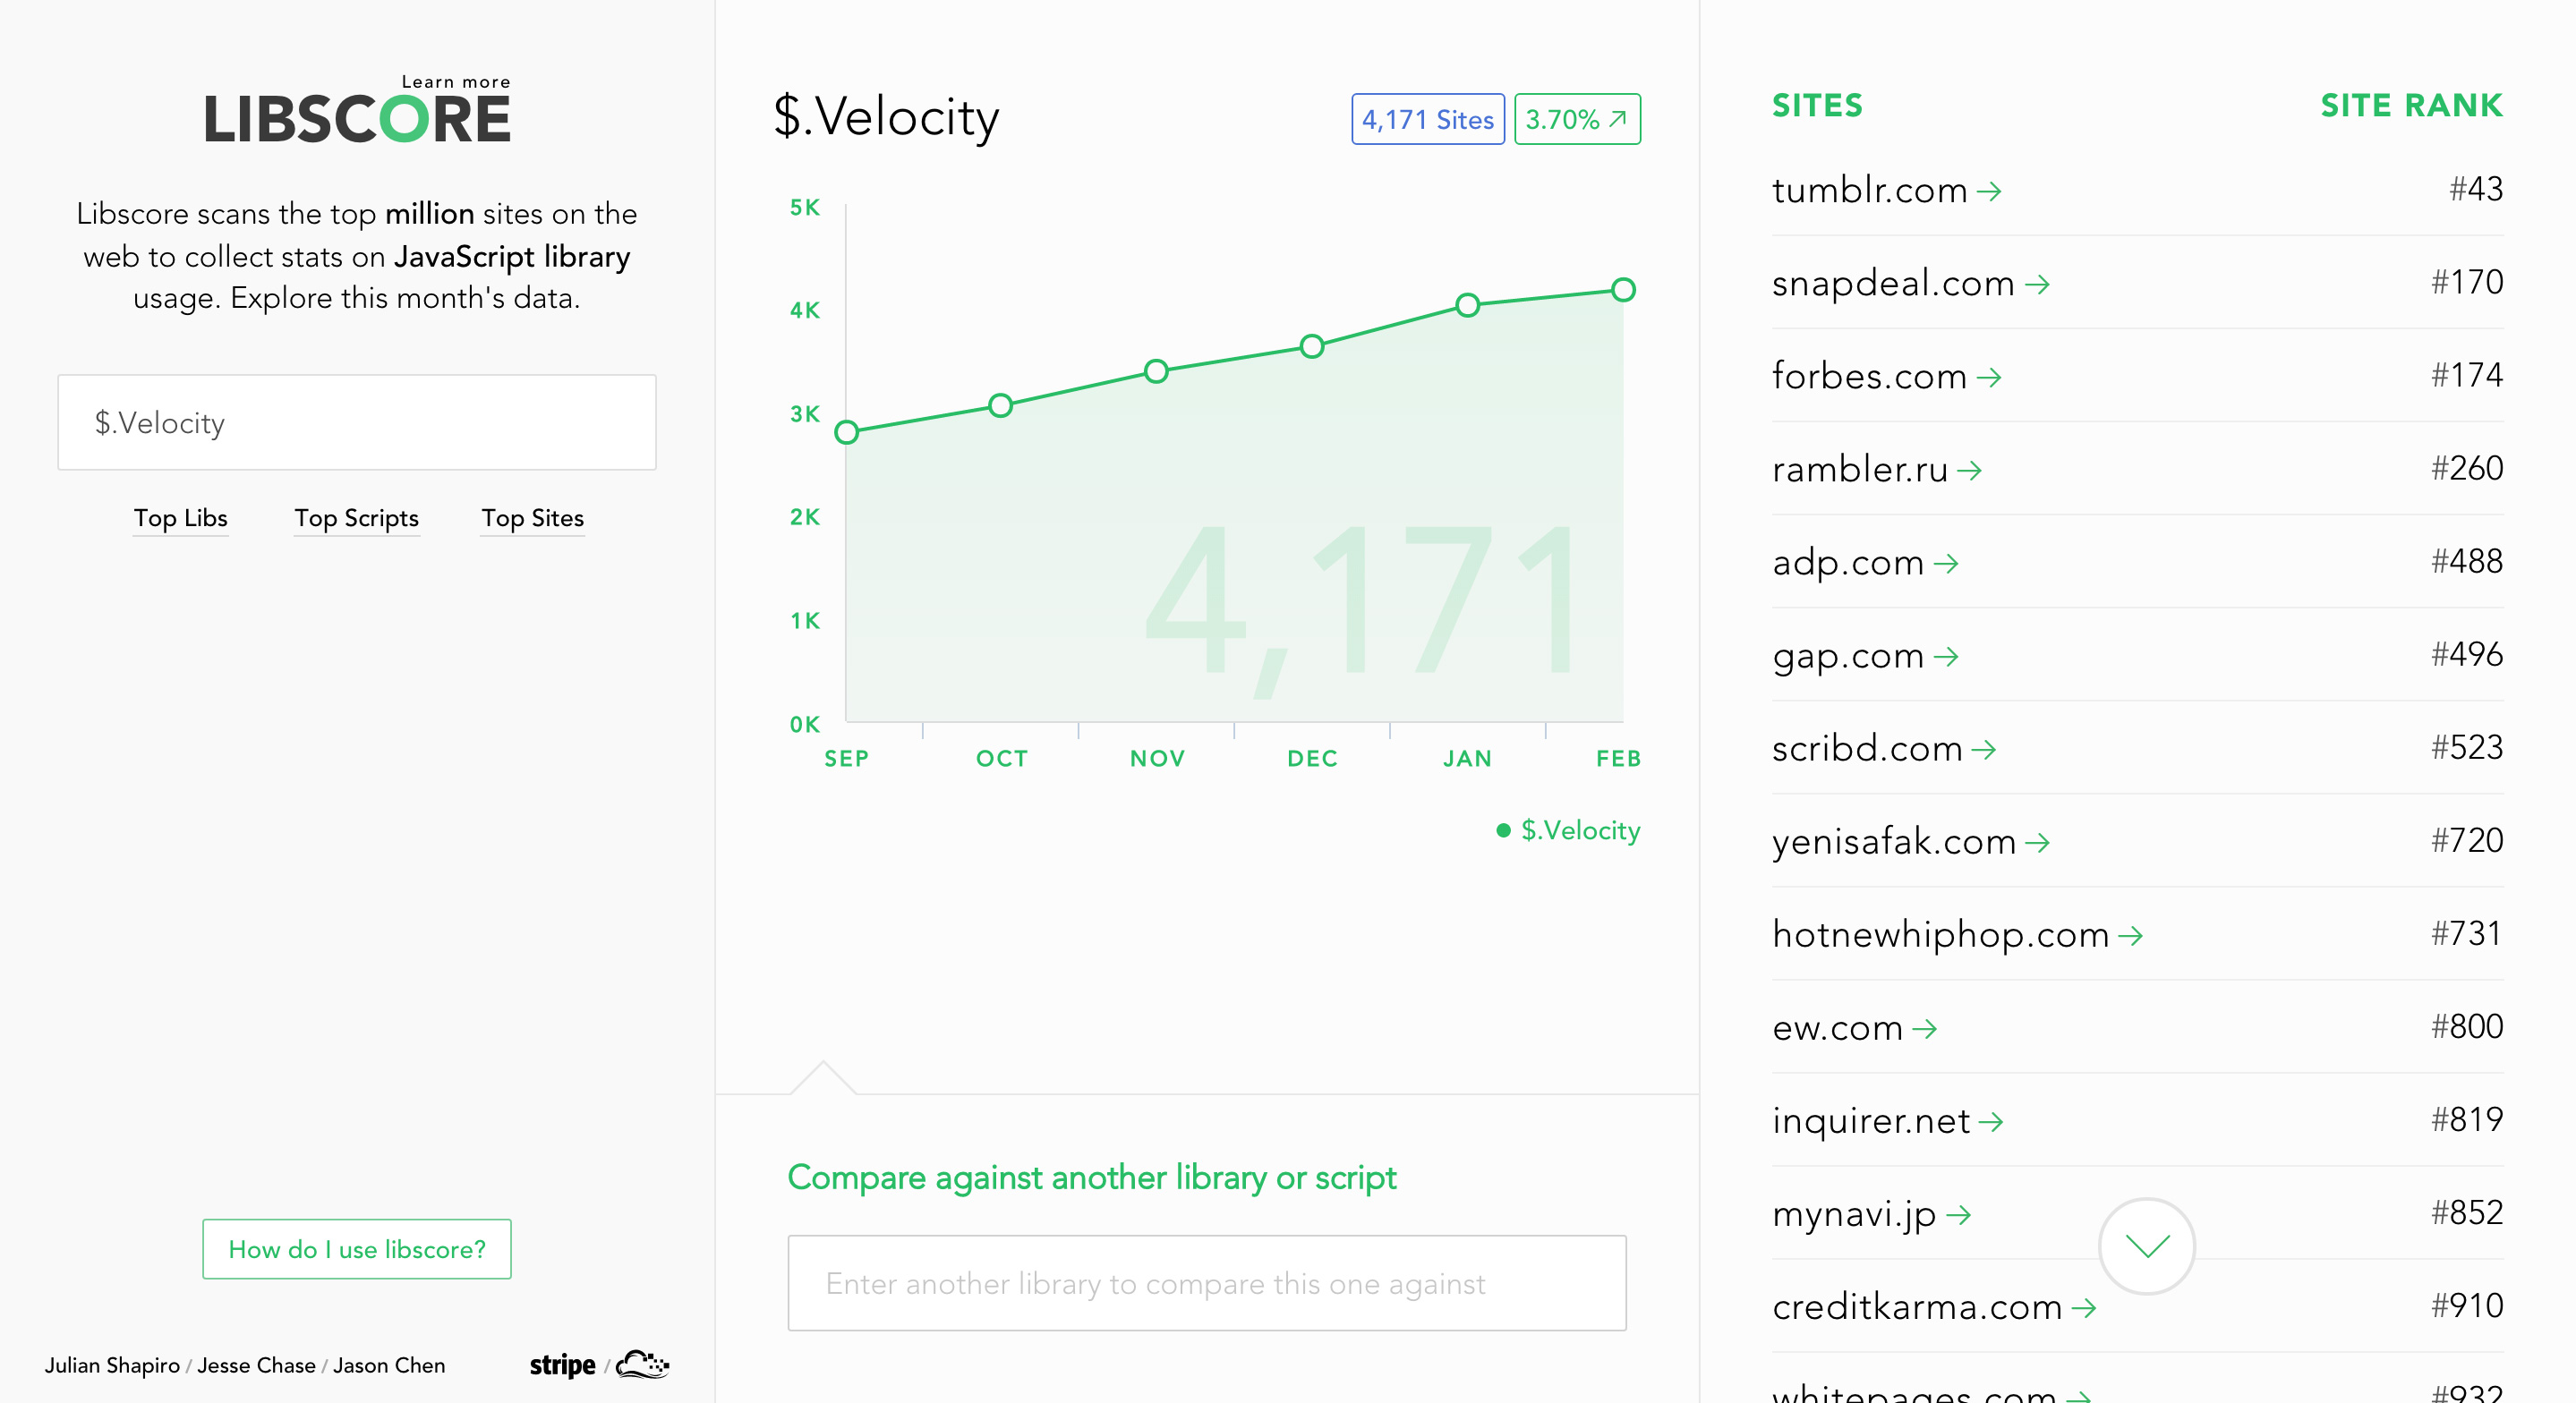 Learn more
LIBSCORE
Libscore scans the top million sites on the
web to collect stats on JavaScript library
usage. Explore this month's data.
$.Velocity
Top Libs Top Scripts Top Sites
How do I use libscore?
Julian Shapiro / Jesse Chase / Jason Chen stripe /
$.Velocity 4,171 Sites 3.70%
5K
4K
3K
2K
1K
0K
4,171
SEP OCT NOV DEC JAN FEB
$.Velocity
Compare against another library or script
Enter another library to compare this one against
SITES SITE RANK
tumblr.com #43
snapdeal.com #170
forbes.com #174
rambler.ru #260
adp.com #488
gap.com #496
scribd.com #523
yenisafak.com #720
hotnewhiphop.com #731
ew.com #800
inquirer.net #819
mynavi.jp #852
creditkarma.com #910
whitepages.com #932